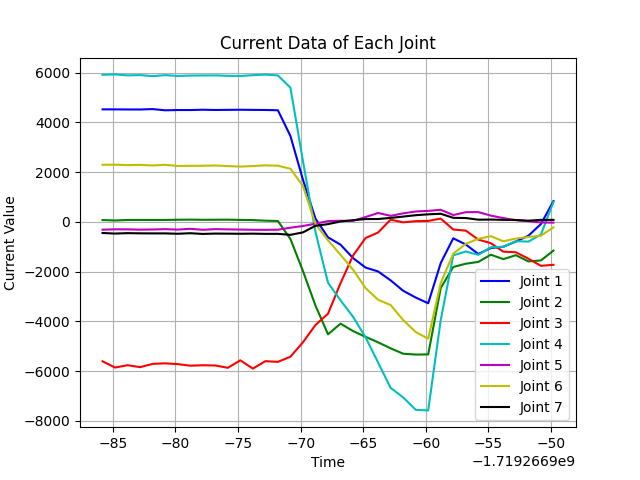 Current Data of Each Joint
6000
4000
2000
0
−2000
−4000
−6000
−8000
Current Value
Joint 1
Joint 2
Joint 3
Joint 4
Joint 5
Joint 6
Joint 7
−85 −80 −75 −70 −65 −60 −55 −50
Time
−1.7192669e9